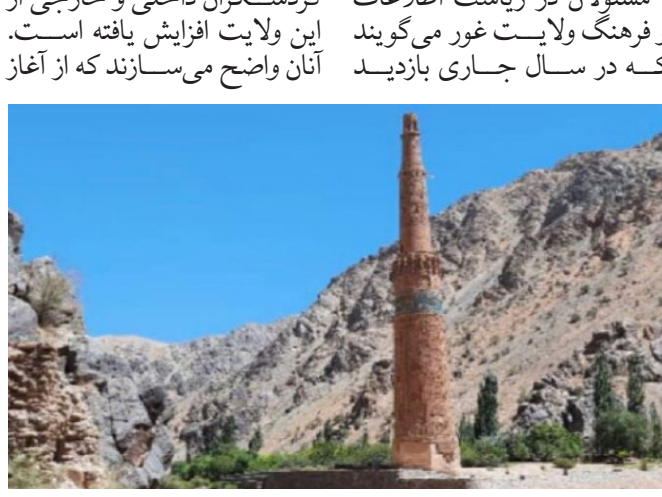 مسئولان در ریاست اطلاعات
و فرهنگ ولایت غور می‌گویند
که در سال جاری بازدید
گردشگران داخلی و خارجی از
این ولایت افزایش یافته است.
آنان واضح می‌سازند که از آغاز